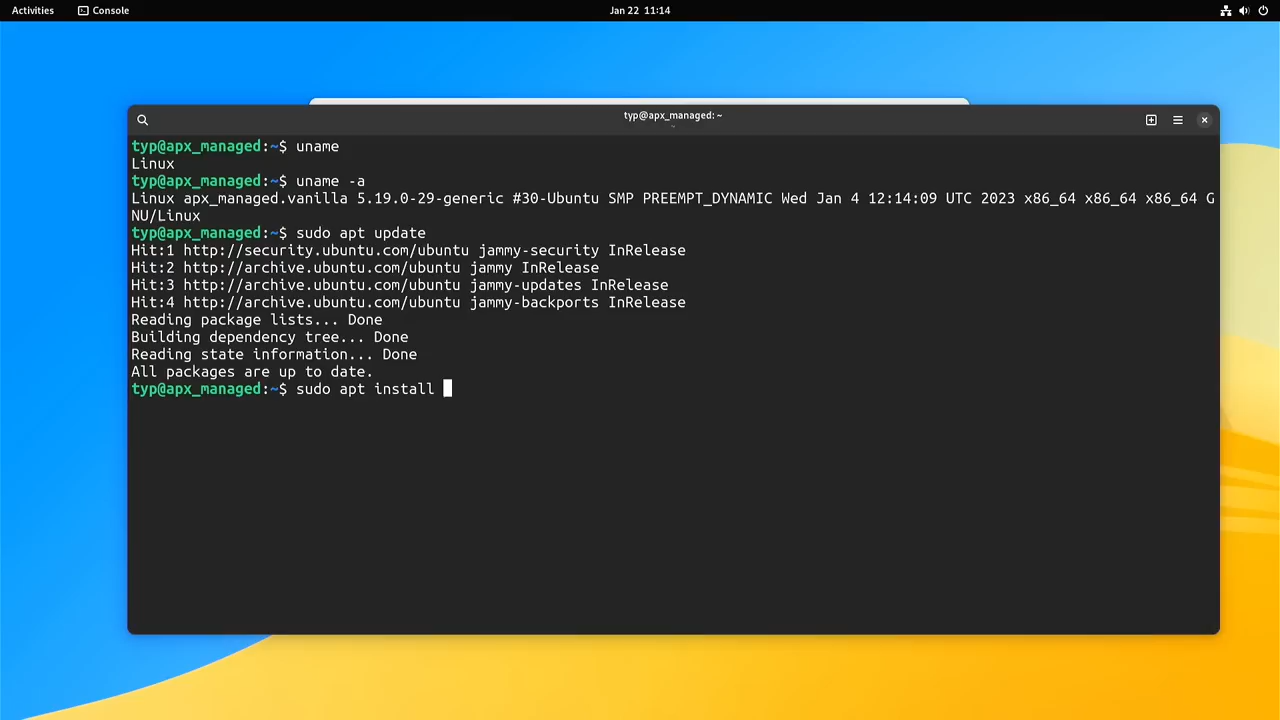 Activities
Console
Jan 22 11:14
typ@apx_managed: ~
~
typ@apx_managed:~$ uname
Linux
typ@apx_managed:~$ uname -a
Linux apx_managed.vanilla 5.19.0-29-generic #30-Ubuntu SMP PREEMPT_DYNAMIC Wed Jan 4 12:14:09 UTC 2023 x86_64 x86_64 x86_64 G
NU/Linux
typ@apx_managed:~$ sudo apt update
Hit:1 http://security.ubuntu.com/ubuntu jammy-security InRelease
Hit:2 http://archive.ubuntu.com/ubuntu jammy InRelease
Hit:3 http://archive.ubuntu.com/ubuntu jammy-updates InRelease
Hit:4 http://archive.ubuntu.com/ubuntu jammy-backports InRelease
Reading package lists... Done
Building dependency tree... Done
Reading state information... Done
All packages are up to date.
typ@apx_managed:~$ sudo apt install